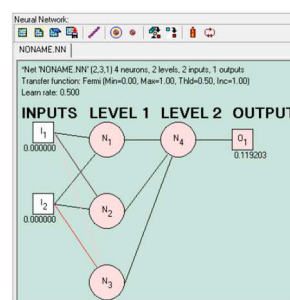 Neural Network:
NONAME.NN
"Net 'NONAME.NN' (2,3,1) 4 neurons, 2 levels, 2 inputs, 1 outputs
Transfer function: Fermi (Min=0.00, Max=1.00, Thld=0.50, Inc=1.00)
Learn rate: 0.500
INPUTS LEVEL 1 LEVEL 2 OUTPU
I1 N1 N4 O1
0.000000 0.119203
I2 N2
0.000000
N3